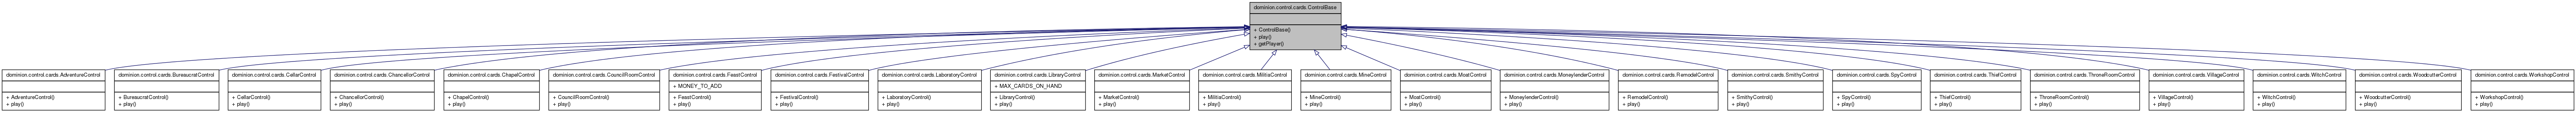 dominion.control.cards.ControlBase
+ ControlBase()
+ play()
+ getPlayer()
dominion.control.cards.AdventureControl
+ AdventureControl()
+ play()
dominion.control.cards.BureaucratControl
+ BureaucratControl()
+ play()
dominion.control.cards.CellarControl
+ CellarControl()
+ play()
dominion.control.cards.ChancellorControl
+ ChancellorControl()
+ play()
dominion.control.cards.ChapelControl
+ ChapelControl()
+ play()
dominion.control.cards.CouncilRoomControl
+ CouncilRoomControl()
+ play()
dominion.control.cards.FeastControl
+ MONEY_TO_ADD
+ FeastControl()
+ play()
dominion.control.cards.FestivalControl
+ FestivalControl()
+ play()
dominion.control.cards.LaboratoryControl
+ LaboratoryControl()
+ play()
dominion.control.cards.LibraryControl
+ MAX_CARDS_ON_HAND
+ LibraryControl()
+ play()
dominion.control.cards.MarketControl
+ MarketControl()
+ play()
dominion.control.cards.MilitiaControl
+ MilitiaControl()
+ play()
dominion.control.cards.MineControl
+ MineControl()
+ play()
dominion.control.cards.MoatControl
+ MoatControl()
+ play()
dominion.control.cards.MoneylenderControl
+ MoneylenderControl()
+ play()
dominion.control.cards.RemodelControl
+ RemodelControl()
+ play()
dominion.control.cards.SmithyControl
+ SmithyControl()
+ play()
dominion.control.cards.SpyControl
+ SpyControl()
+ play()
dominion.control.cards.ThiefControl
+ ThiefControl()
+ play()
dominion.control.cards.ThroneRoomControl
+ ThroneRoomControl()
+ play()
dominion.control.cards.VillageControl
+ VillageControl()
+ play()
dominion.control.cards.WitchControl
+ WitchControl()
+ play()
dominion.control.cards.WoodcutterControl
+ WoodcutterControl()
+ play()
dominion.control.cards.WorkshopControl
+ WorkshopControl()
+ play()